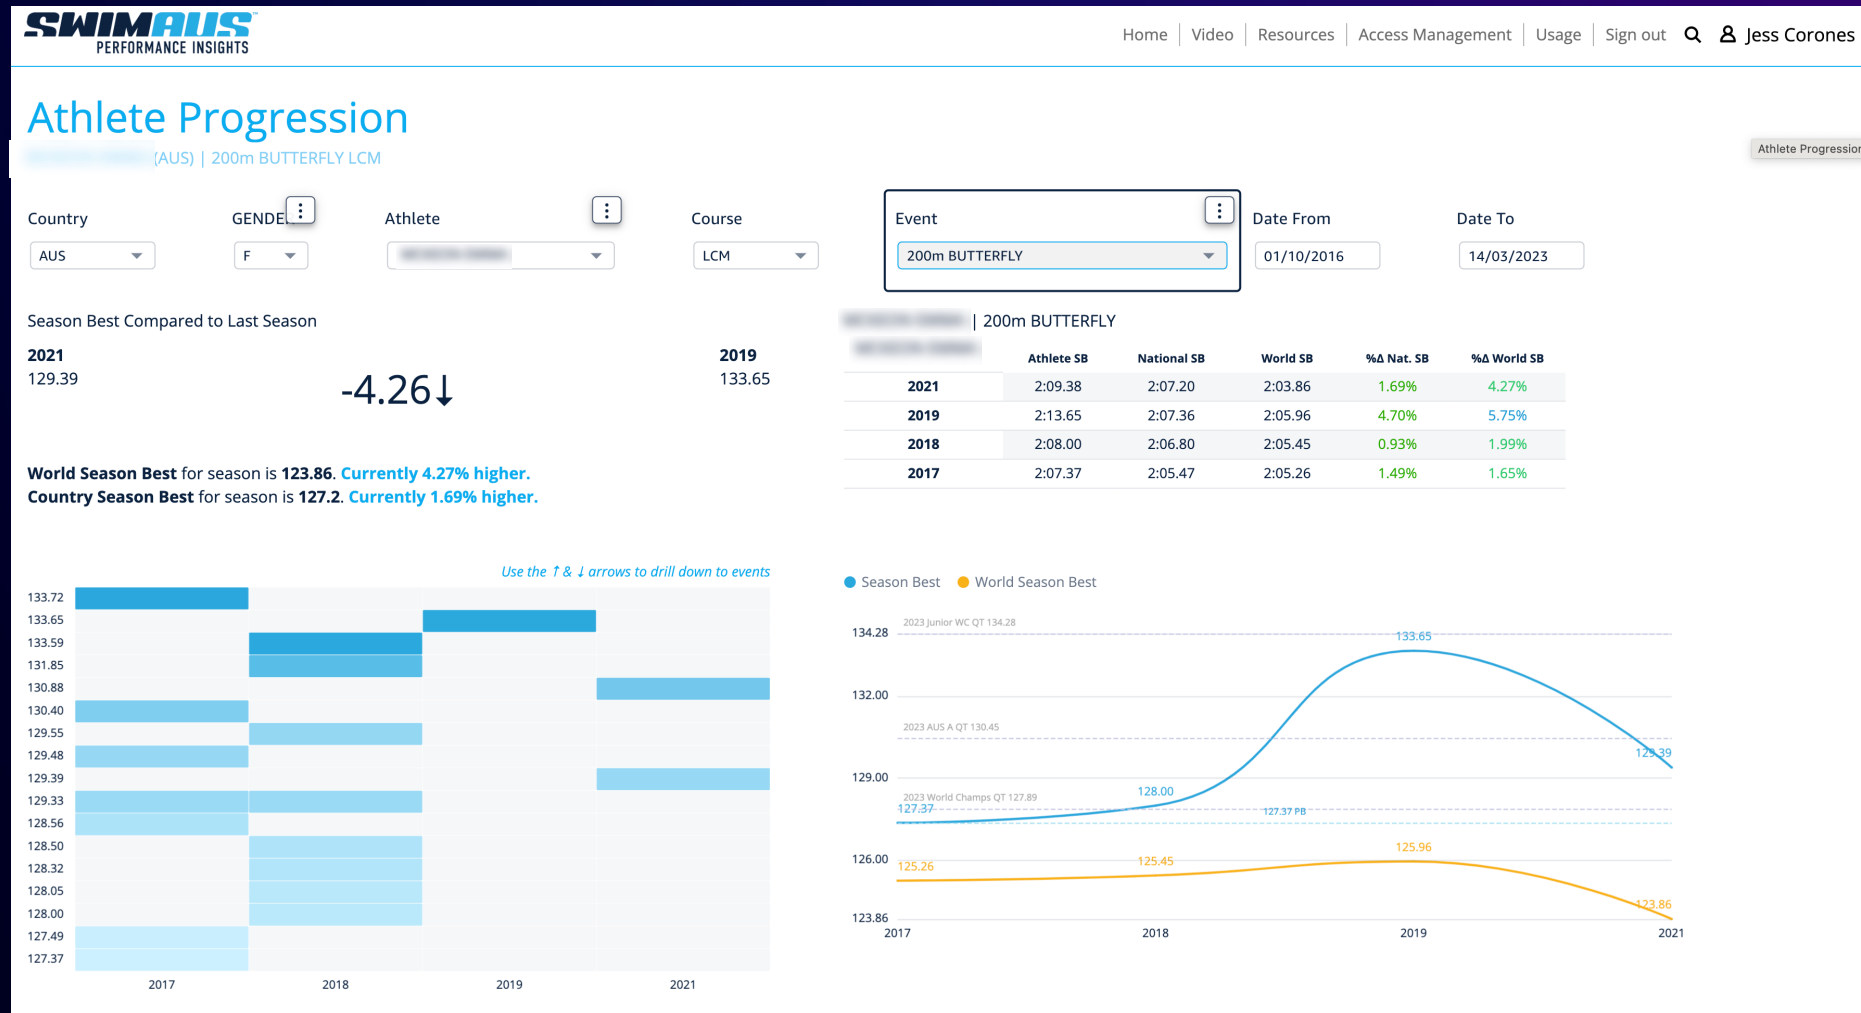 SWIMAUS™
PERFORMANCE INSIGHTS
Home Video Resources Access Management Usage Sign out Jess Corones
Athlete Progression
(AUS) | 200m BUTTERFLY LCM
Athlete Progression
Country GENDE Athlete Course Event Date From Date To
AUS F LCM 200m BUTTERFLY 01/10/2016 14/03/2023
Season Best Compared to Last Season
2021 2019
129.39 133.65
-4.26↓
World Season Best for season is 123.86. Currently 4.27% higher.
Country Season Best for season is 127.2. Currently 1.69% higher.
| 200m BUTTERFLY
Athlete SB National SB World SB %Δ Nat. SB %Δ World SB
2021 2:09.38 2:07.20 2:03.86 1.69% 4.27%
2019 2:13.65 2:07.36 2:05.96 4.70% 5.75%
2018 2:08.00 2:06.80 2:05.45 0.93% 1.99%
2017 2:07.37 2:05.47 2:05.26 1.49% 1.65%
Use the ↑ & ↓ arrows to drill down to events
133.72
133.65
133.59
131.85
130.88
130.40
129.55
129.48
129.39
129.33
128.56
128.50
128.32
128.05
128.00
127.49
127.37
2017 2018 2019 2021
Season Best World Season Best
2023 Junior WC QT 134.28
134.28
133.65
132.00
2023 AUS A QT 130.45
129.39
129.00
128.00
2023 World Champs QT 127.89
127.37
127.37 PB
126.00
125.26
125.45
125.96
123.86
123.86
2017 2018 2019 2021